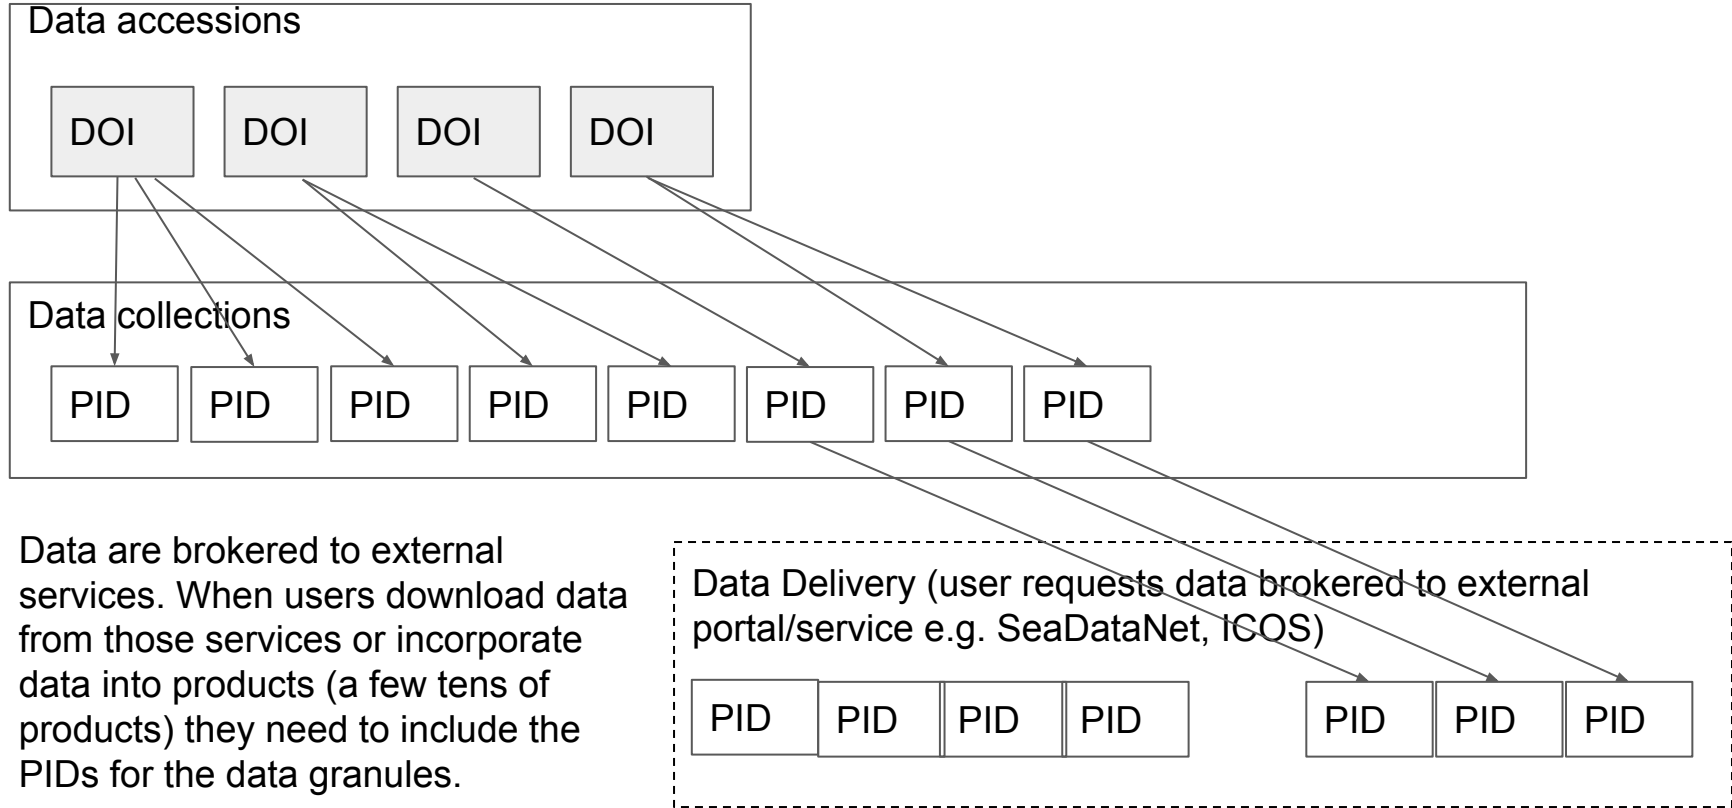 Data accessions
DOI DOI DOI DOI
Data collections
PID PID PID PID PID PID PID PID
Data are brokered to external
services. When users download data
from those services or incorporate
data into products (a few tens of
products) they need to include the
PIDs for the data granules.
Data Delivery (user requests data brokered to external
portal/service e.g. SeaDataNet, ICOS)
PID PID PID PID PID PID PID